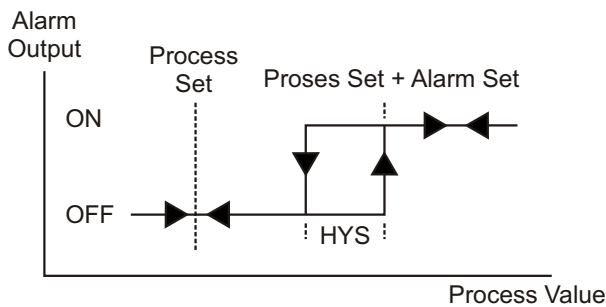 Alarm
Output
Process
Set
Proses Set + Alarm Set
ON
OFF
HYS
Process Value